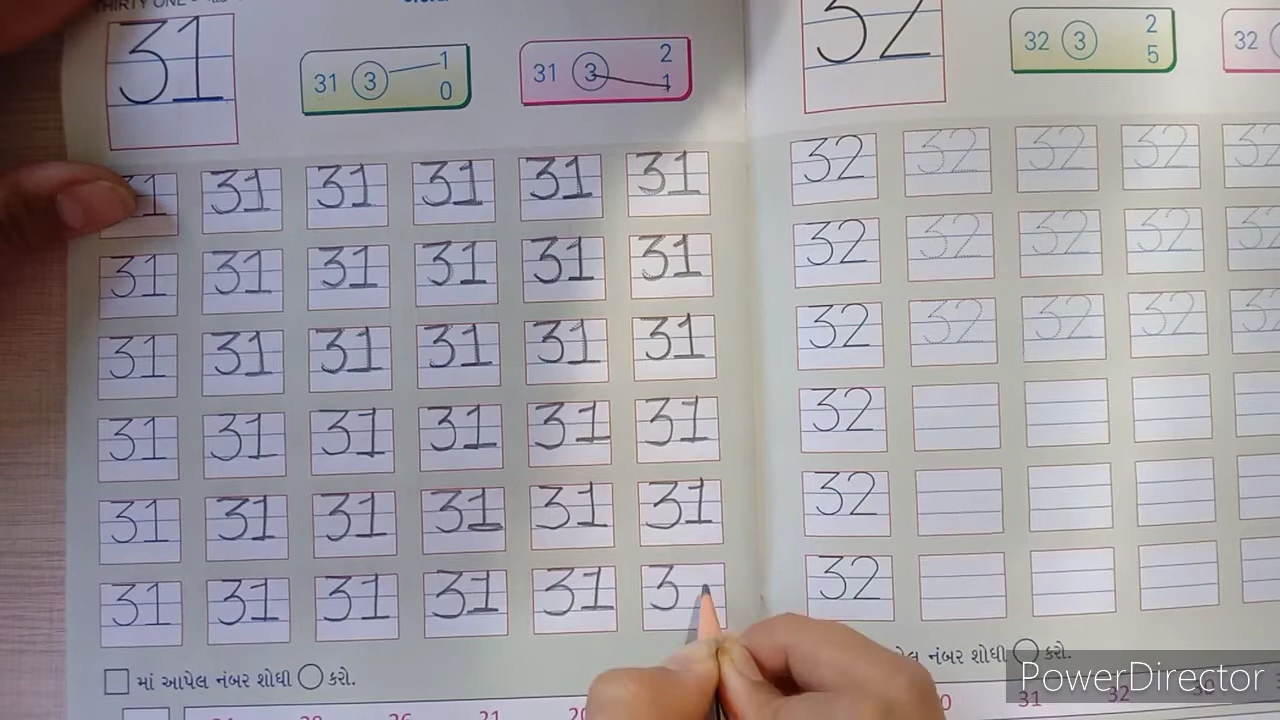 THIRTY ONE
31 32
31 3 1 0 31 3 2 1 32 3 2 5 32
31 31 31 31 31 31 32 32 32 32 32
31 31 31 31 31 31 32 32 32 32 32
31 31 31 31 31 31 32 32 32 32 32
31 31 31 31 31 31 32
31 31 31 31 31 31 32
31 31 31 31 31 3 32
માં આપેલ નંબર શોધી કરો. નંબર શોધી કરો.
31 32
PowerDirector